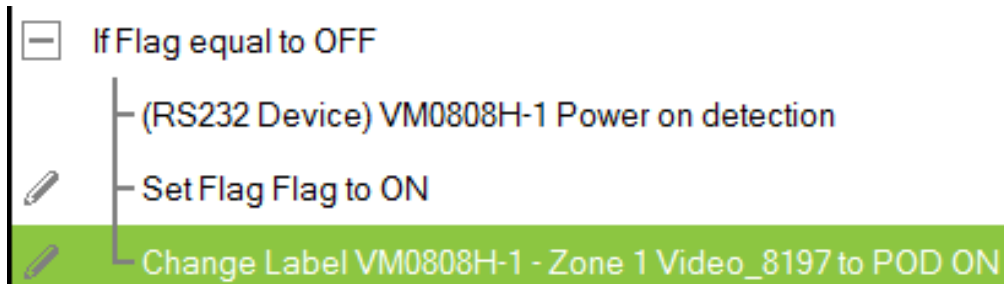 If Flag equal to OFF
(RS232 Device) VM0808H-1 Power on detection
Set Flag Flag to ON
Change Label VM0808H-1 - Zone 1 Video_8197 to POD ON